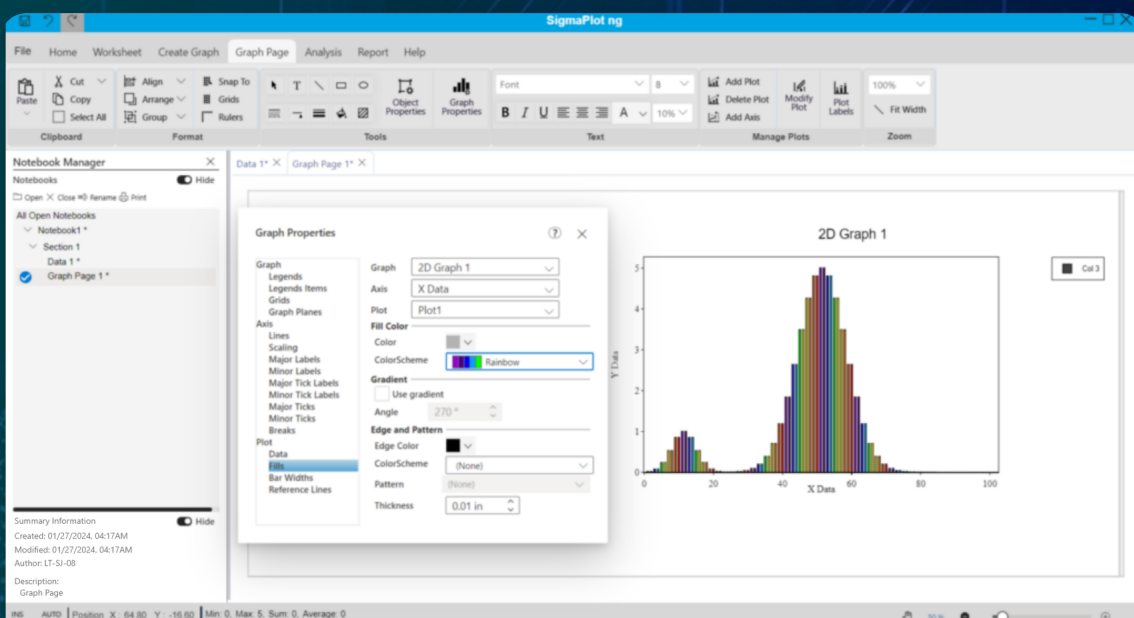 SigmaPlot ng
File Home Worksheet Create Graph Graph Page Analysis Report Help
Paste
Cut
Copy
Select All
Clipboard
Align
Arrange
Group
Snap To
Grids
Rulers
Format
Object Properties
Graph Properties
Tools
Font 8
B I U A 10%
Text
Add Plot
Delete Plot
Add Axis
Modify Plot
Plot Labels
Manage Plots
100%
Fit Width
Zoom
Notebook Manager
Notebooks Hide
Open Close Rename Print
All Open Notebooks
Notebook1 *
Section 1
Data 1 *
Graph Page 1 *
Summary Information Hide
Created: 01/27/2024, 04:17AM
Modified: 01/27/2024, 04:17AM
Author: LT-SJ-08
Description:
Graph Page
Data 1* Graph Page 1*
Graph Properties
Graph
Legends
Legends Items
Grids
Graph Planes
Axis
Lines
Scaling
Major Labels
Minor Labels
Major Tick Labels
Minor Tick Labels
Major Ticks
Minor Ticks
Breaks
Plot
Data
Fills
Bar Widths
Reference Lines
Graph 2D Graph 1
Axis X Data
Plot Plot1
Fill Color
Color
ColorScheme Rainbow
Gradient
Use gradient
Angle 270 °
Edge and Pattern
Edge Color
ColorScheme (None)
Pattern (None)
Thickness 0.01 in
2D Graph 1
Col 3
Y Data
5
4
3
2
1
0
0 20 40 60 80 100
X Data
INS AUTO Position X : 64.80 Y : -16.60 Min: 0, Max: 5, Sum: 0, Average: 0